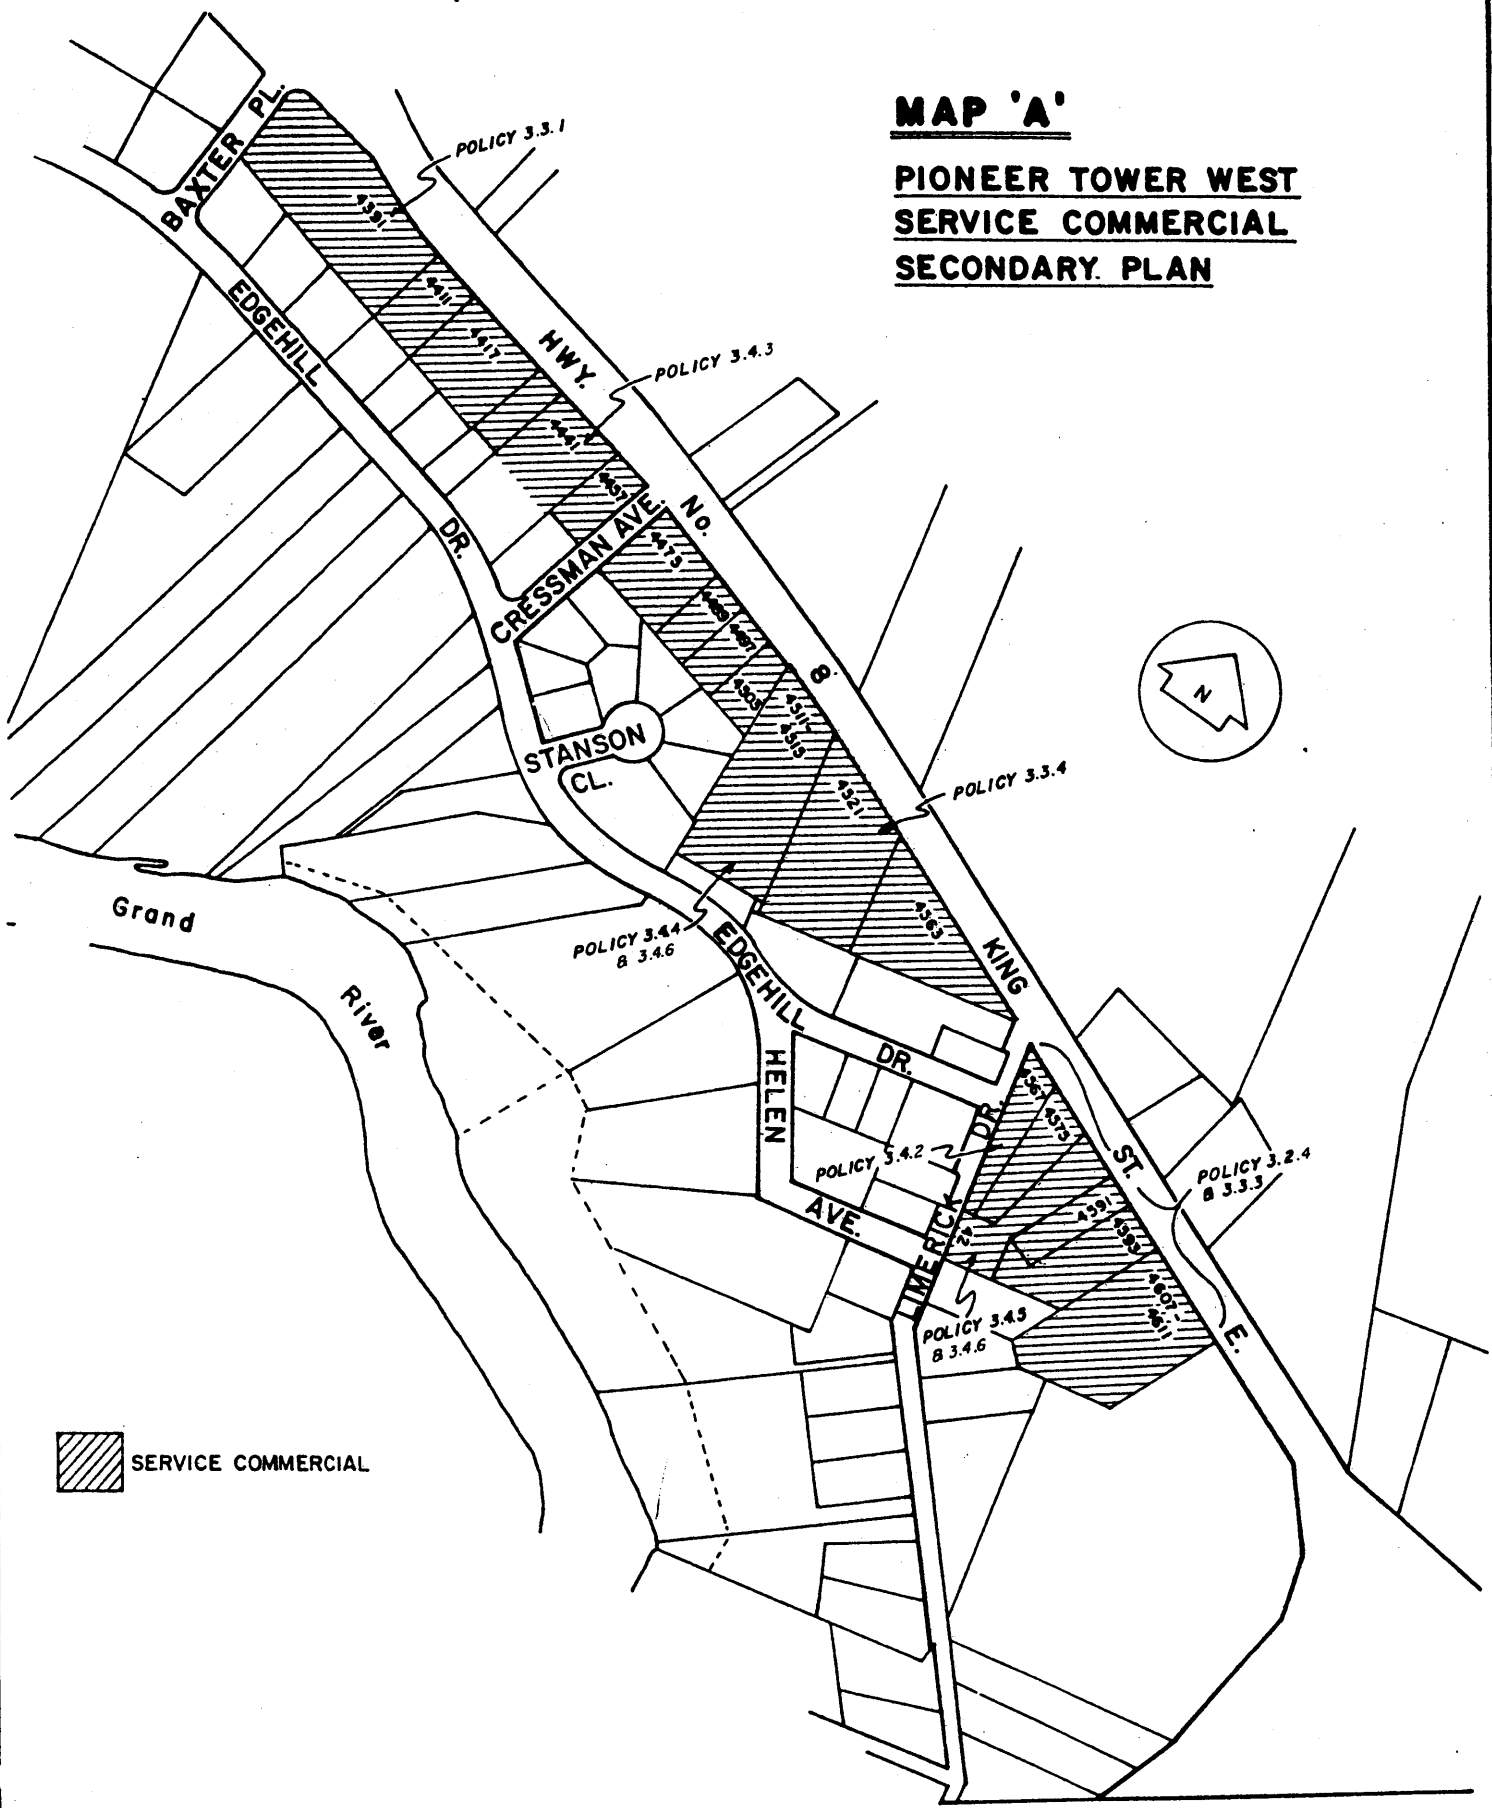 MAP 'A'
PIONEER TOWER WEST
SERVICE COMMERCIAL
SECONDARY. PLAN
BAXTER PL.
POLICY 3.3.1
4391
EDGEHILL
4411
4417
HWY.
POLICY 3.4.3
4441
4457
DR.
No.
CRESSMAN AVE.
4475
4489
4497
8
4505
4511-
4515
N
STANSON
CL.
4521
POLICY 3.3.4
Grand
4563
POLICY 3.4.4
& 3.4.6
EDGEHILL
KING
River
DR.
HELEN
4567
4575
DR.
POLICY 3.4.2
ST.
POLICY 3.2.4
& 3.3.3
AVE.
LIMERICK
42
4591
4593
4607-
4611
POLICY 3.4.5
& 3.4.6
E.
SERVICE COMMERCIAL